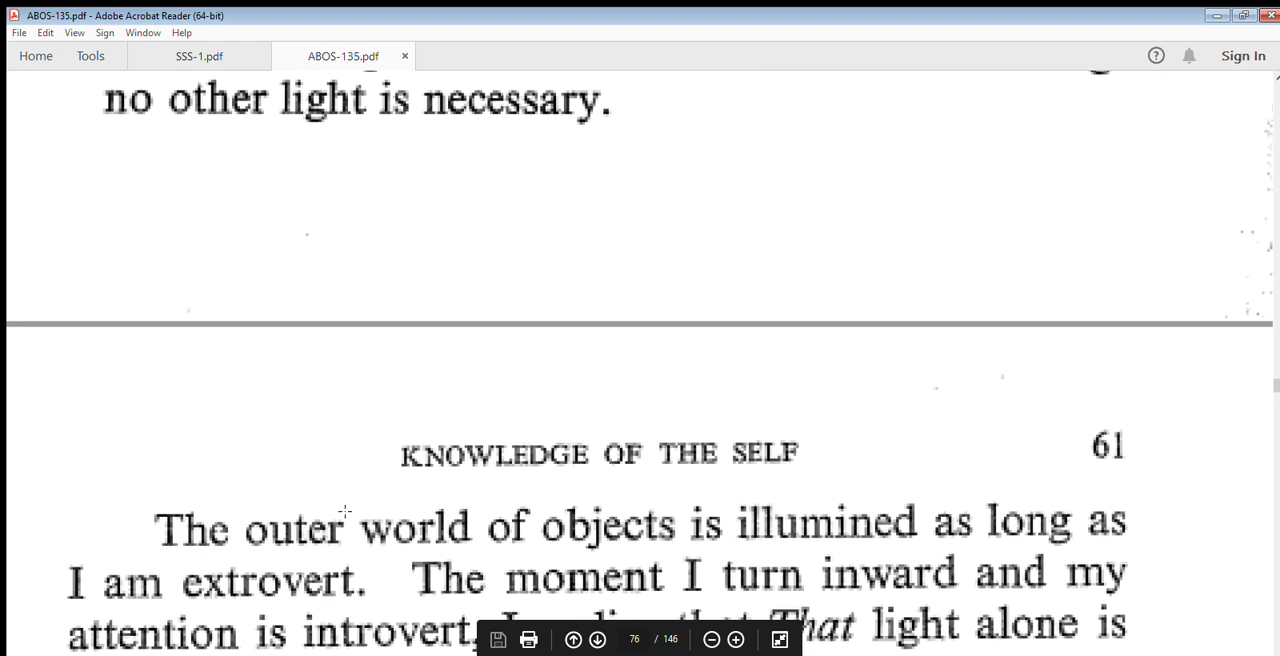 ABOS-135.pdf - Adobe Acrobat Reader (64-bit)
File Edit View Sign Window Help
Home Tools SSS-1.pdf ABOS-135.pdf × Sign In
no other light is necessary.
KNOWLEDGE OF THE SELF 61
The outer world of objects is illumined as long as
I am extrovert. The moment I turn inward and my
attention is introvert, I that That light alone is
76 / 146